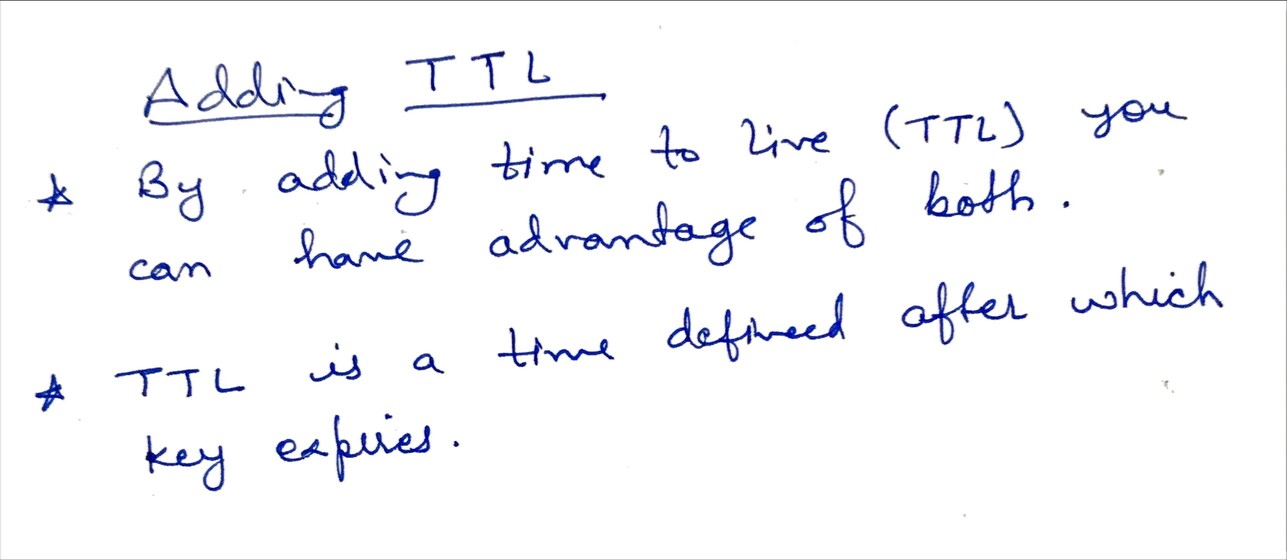 Adding TTL
* By adding time to live (TTL) you
can have advantage of both.
* TTL is a time defined after which
key expires.